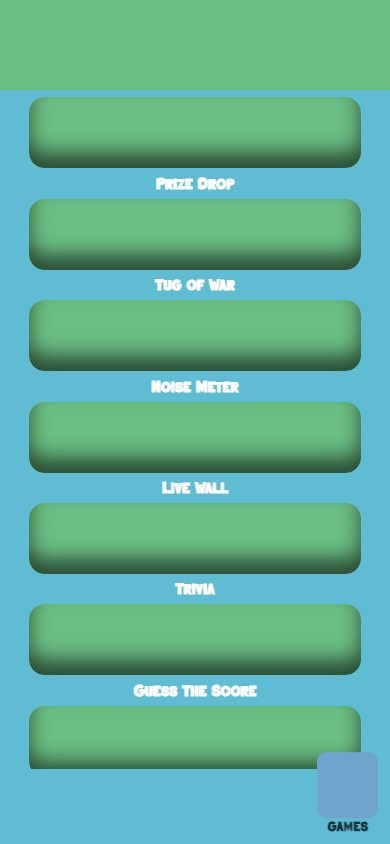 Prize Drop
Tug of War
Noise Meter
Live Wall
Trivia
Guess the Score
GAMES